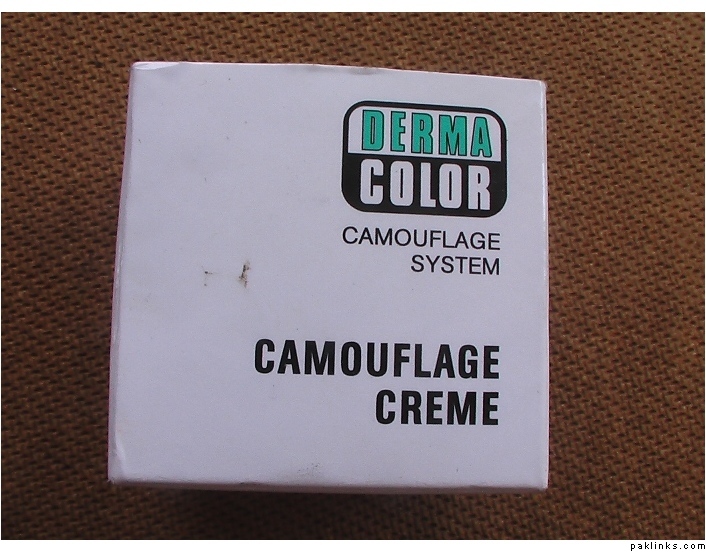 DERMA
COLOR
CAMOUFLAGE
SYSTEM
CAMOUFLAGE
CREME
paklinks.com